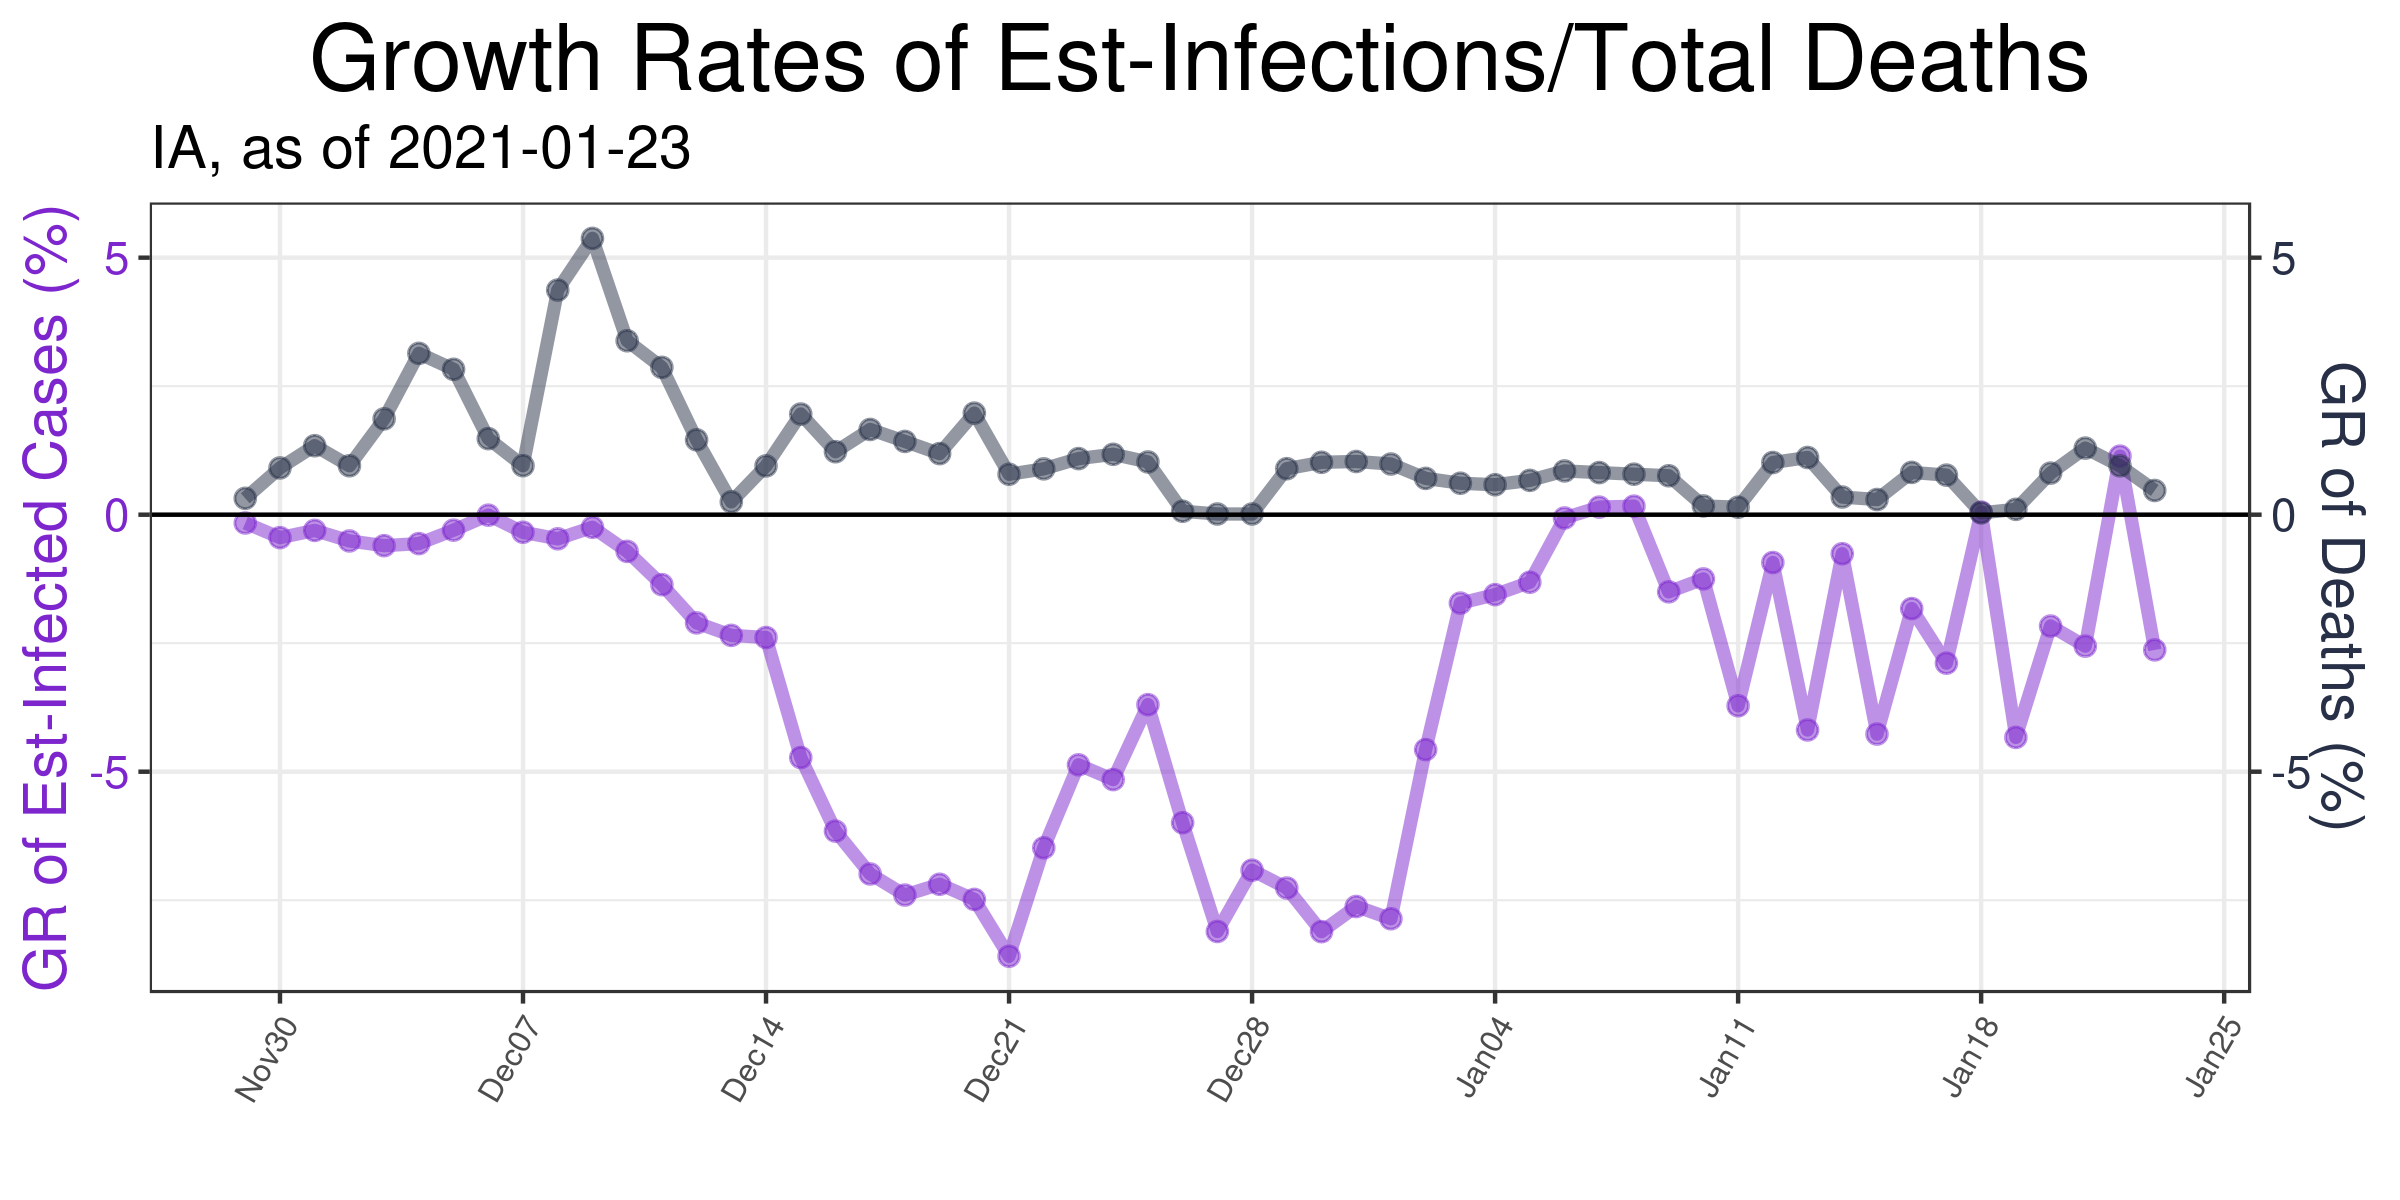 Growth Rates of Est-Infections/Total Deaths
IA, as of 2021-01-23
GR of Est-Infected Cases (%)
5
0
-5
5
0
-5
GR of Deaths (%)
Nov30
Dec07
Dec14
Dec21
Dec28
Jan04
Jan11
Jan18
Jan25